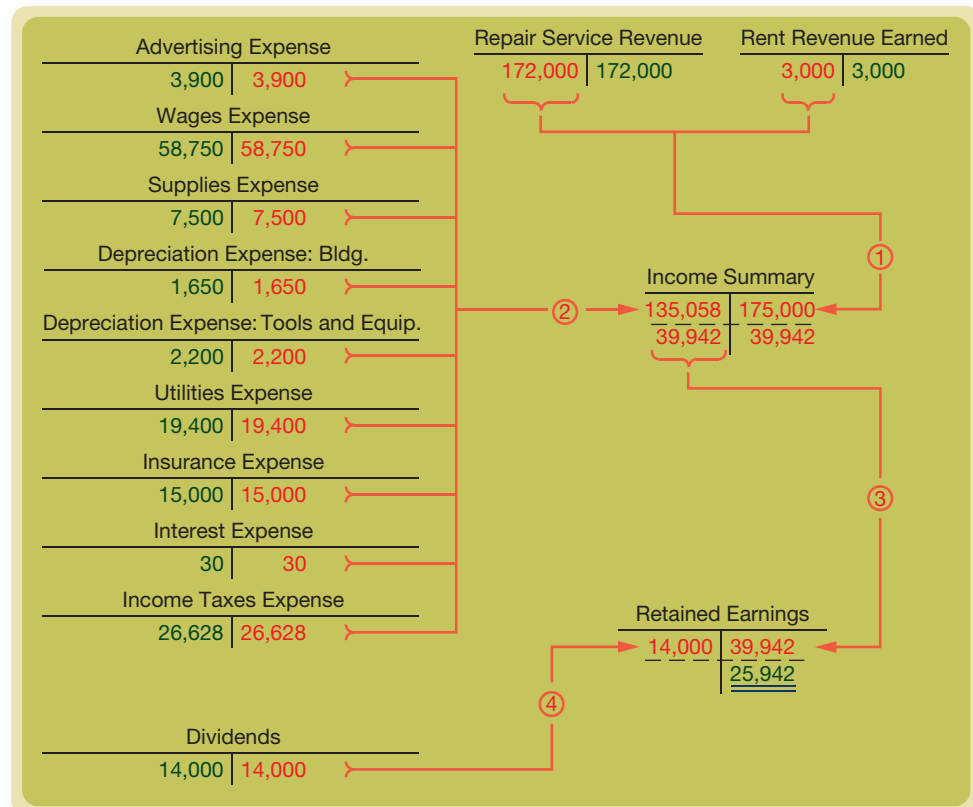 Advertising Expense
3,900 3,900
Wages Expense
58,750 58,750
Supplies Expense
7,500 7,500
Depreciation Expense: Bldg.
1,650 1,650
Depreciation Expense: Tools and Equip.
2,200 2,200
Utilities Expense
19,400 19,400
Insurance Expense
15,000 15,000
Interest Expense
30 30
Income Taxes Expense
26,628 26,628
Dividends
14,000 14,000
Repair Service Revenue
172,000 172,000
Rent Revenue Earned
3,000 3,000
①
②
Income Summary
135,058 175,000
39,942 39,942
③
Retained Earnings
14,000 39,942
25,942
④